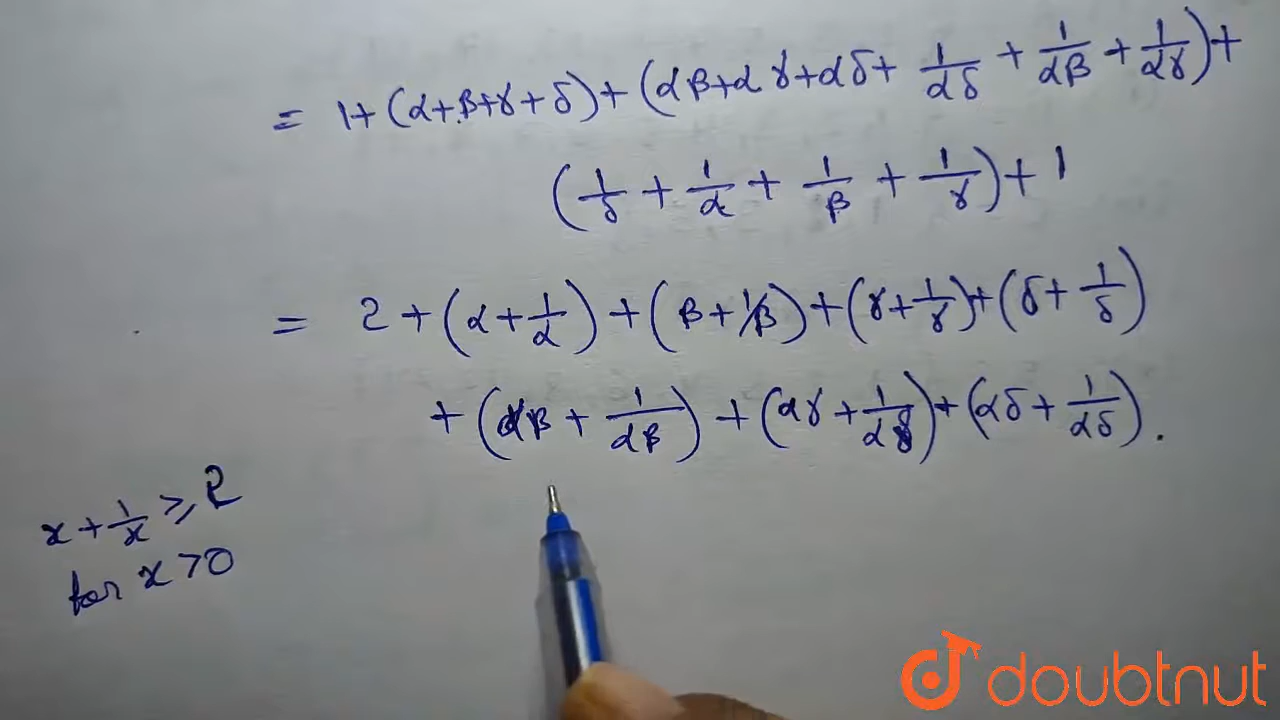 = 1+(α+β+γ+δ)+(αβ+αγ+αδ+ 1/αδ + 1/αβ + 1/αγ)+
(1/δ + 1/α + 1/β + 1/γ)+1
= 2+(α+1/α)+(β+1/β)+(γ+1/γ)+(δ+1/δ)
+(αβ + 1/αβ)+(αγ+1/αγ)+(αδ+1/αδ).
x+1/x ≥ 2
for x>0
doubtnut